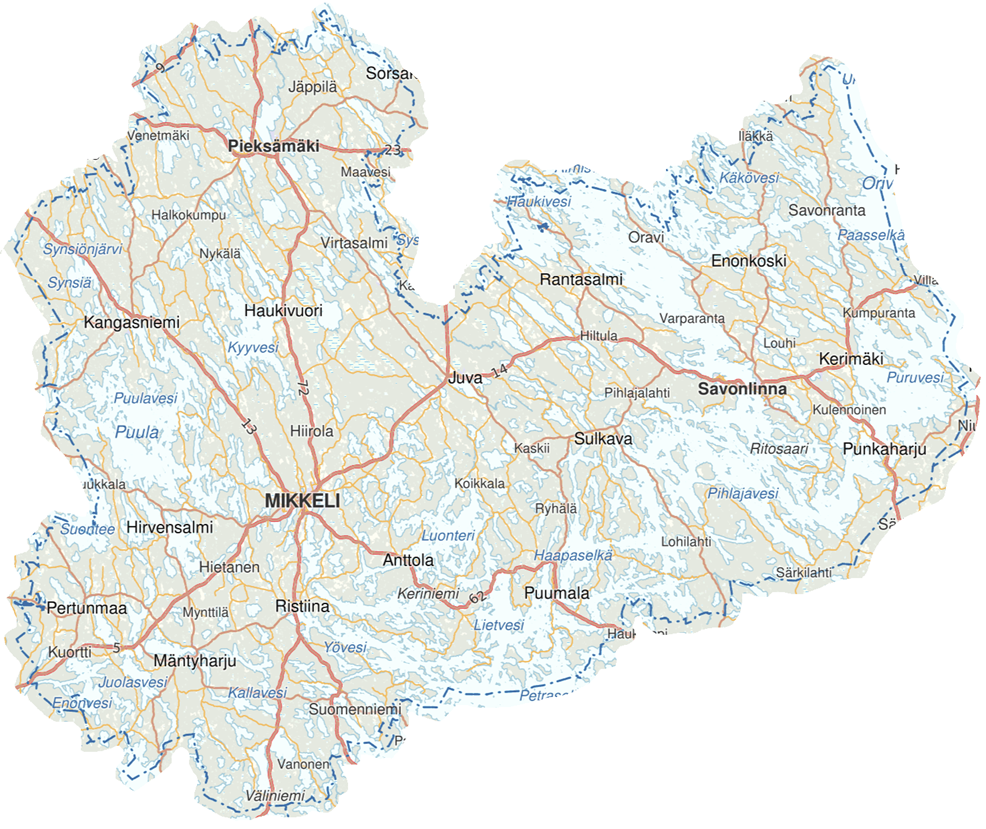 9
Jäppilä
Venetmäki
Pieksämäki
23
Maavesi
Iläkkä
Käkövesi
Haukivesi
Halkokumpu
Savonranta
Synsiönjärvi
Nykälä
Virtasalmi
Oravi
Paasselkä
Synsiä
Enonkoski
Rantasalmi
Kangasniemi
Haukivuori
Varparanta
Kumpuranta
Kyyvesi
Hiltula
Louhi
Kerimäki
72
Juva
14
Savonlinna
Puruvesi
Puulavesi
Pihlajalahti
Kulennoinen
Puula
13
Hiirola
Sulkava
Kaskii
Ritosaari
Punkaharju
Koikkala
Pihlajavesi
MIKKELI
Ryhälä
Suontee
Hirvensalmi
Luonteri
Lohilahti
Anttola
Haapaselkä
Hietanen
Särkilahti
Keriniemi
62
Puumala
Pertunmaa
Mynttilä
Ristiina
Lietvesi
Kuortti
5
Mäntyharju
Yövesi
Juolasvesi
Kallavesi
Enonvesi
Suomenniemi
Vanonen
Väliniemi